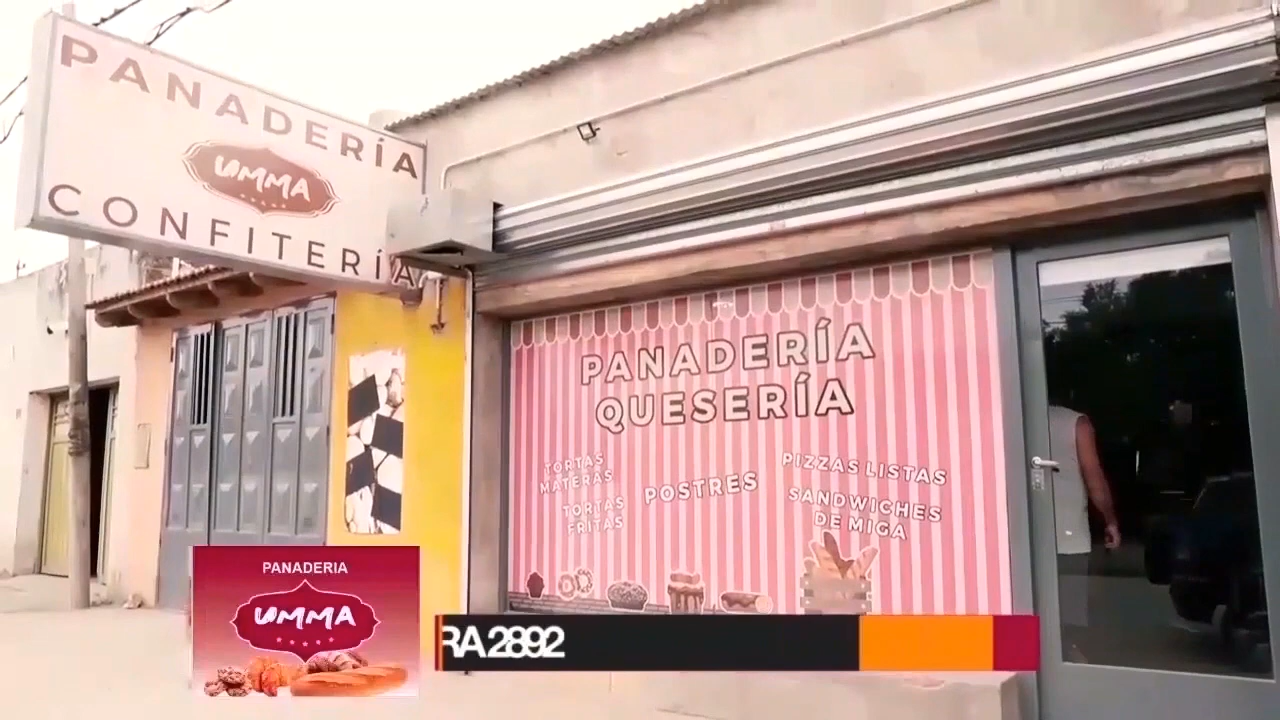 PANADERÍA
UMMA
CONFITERÍA
PANADERÍA
QUESERÍA
TORTAS
MATERAS
TORTAS
FRITAS
POSTRES
PIZZAS LISTAS
SANDWICHES
DE MIGA
PANADERIA
UMMA
RA 2892